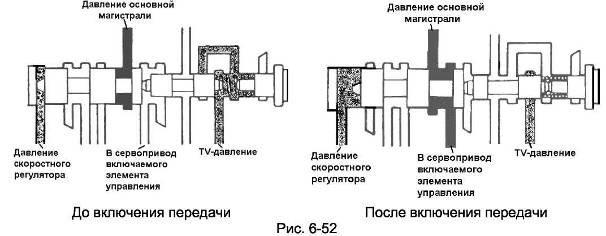 Давление основной
магистрали
Давление основной
магистрали
Давление
скоростного
регулятора
В сервопривод
включаемого
элемента
управления
TV-давление
Давление
скоростного
регулятора
В сервопривод
включаемого
элемента
управления
TV-давление
До включения передачи
После включения передачи
Рис. 6-52